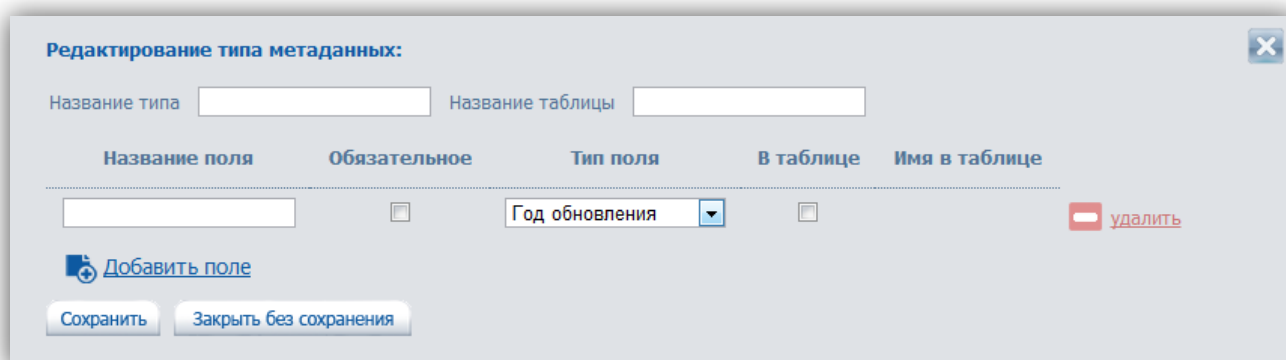 Редактирование типа метаданных:
Название типа Название таблицы
Название поля Обязательное Тип поля В таблице Имя в таблице
Год обновления удалить
Добавить поле
Сохранить Закрыть без сохранения